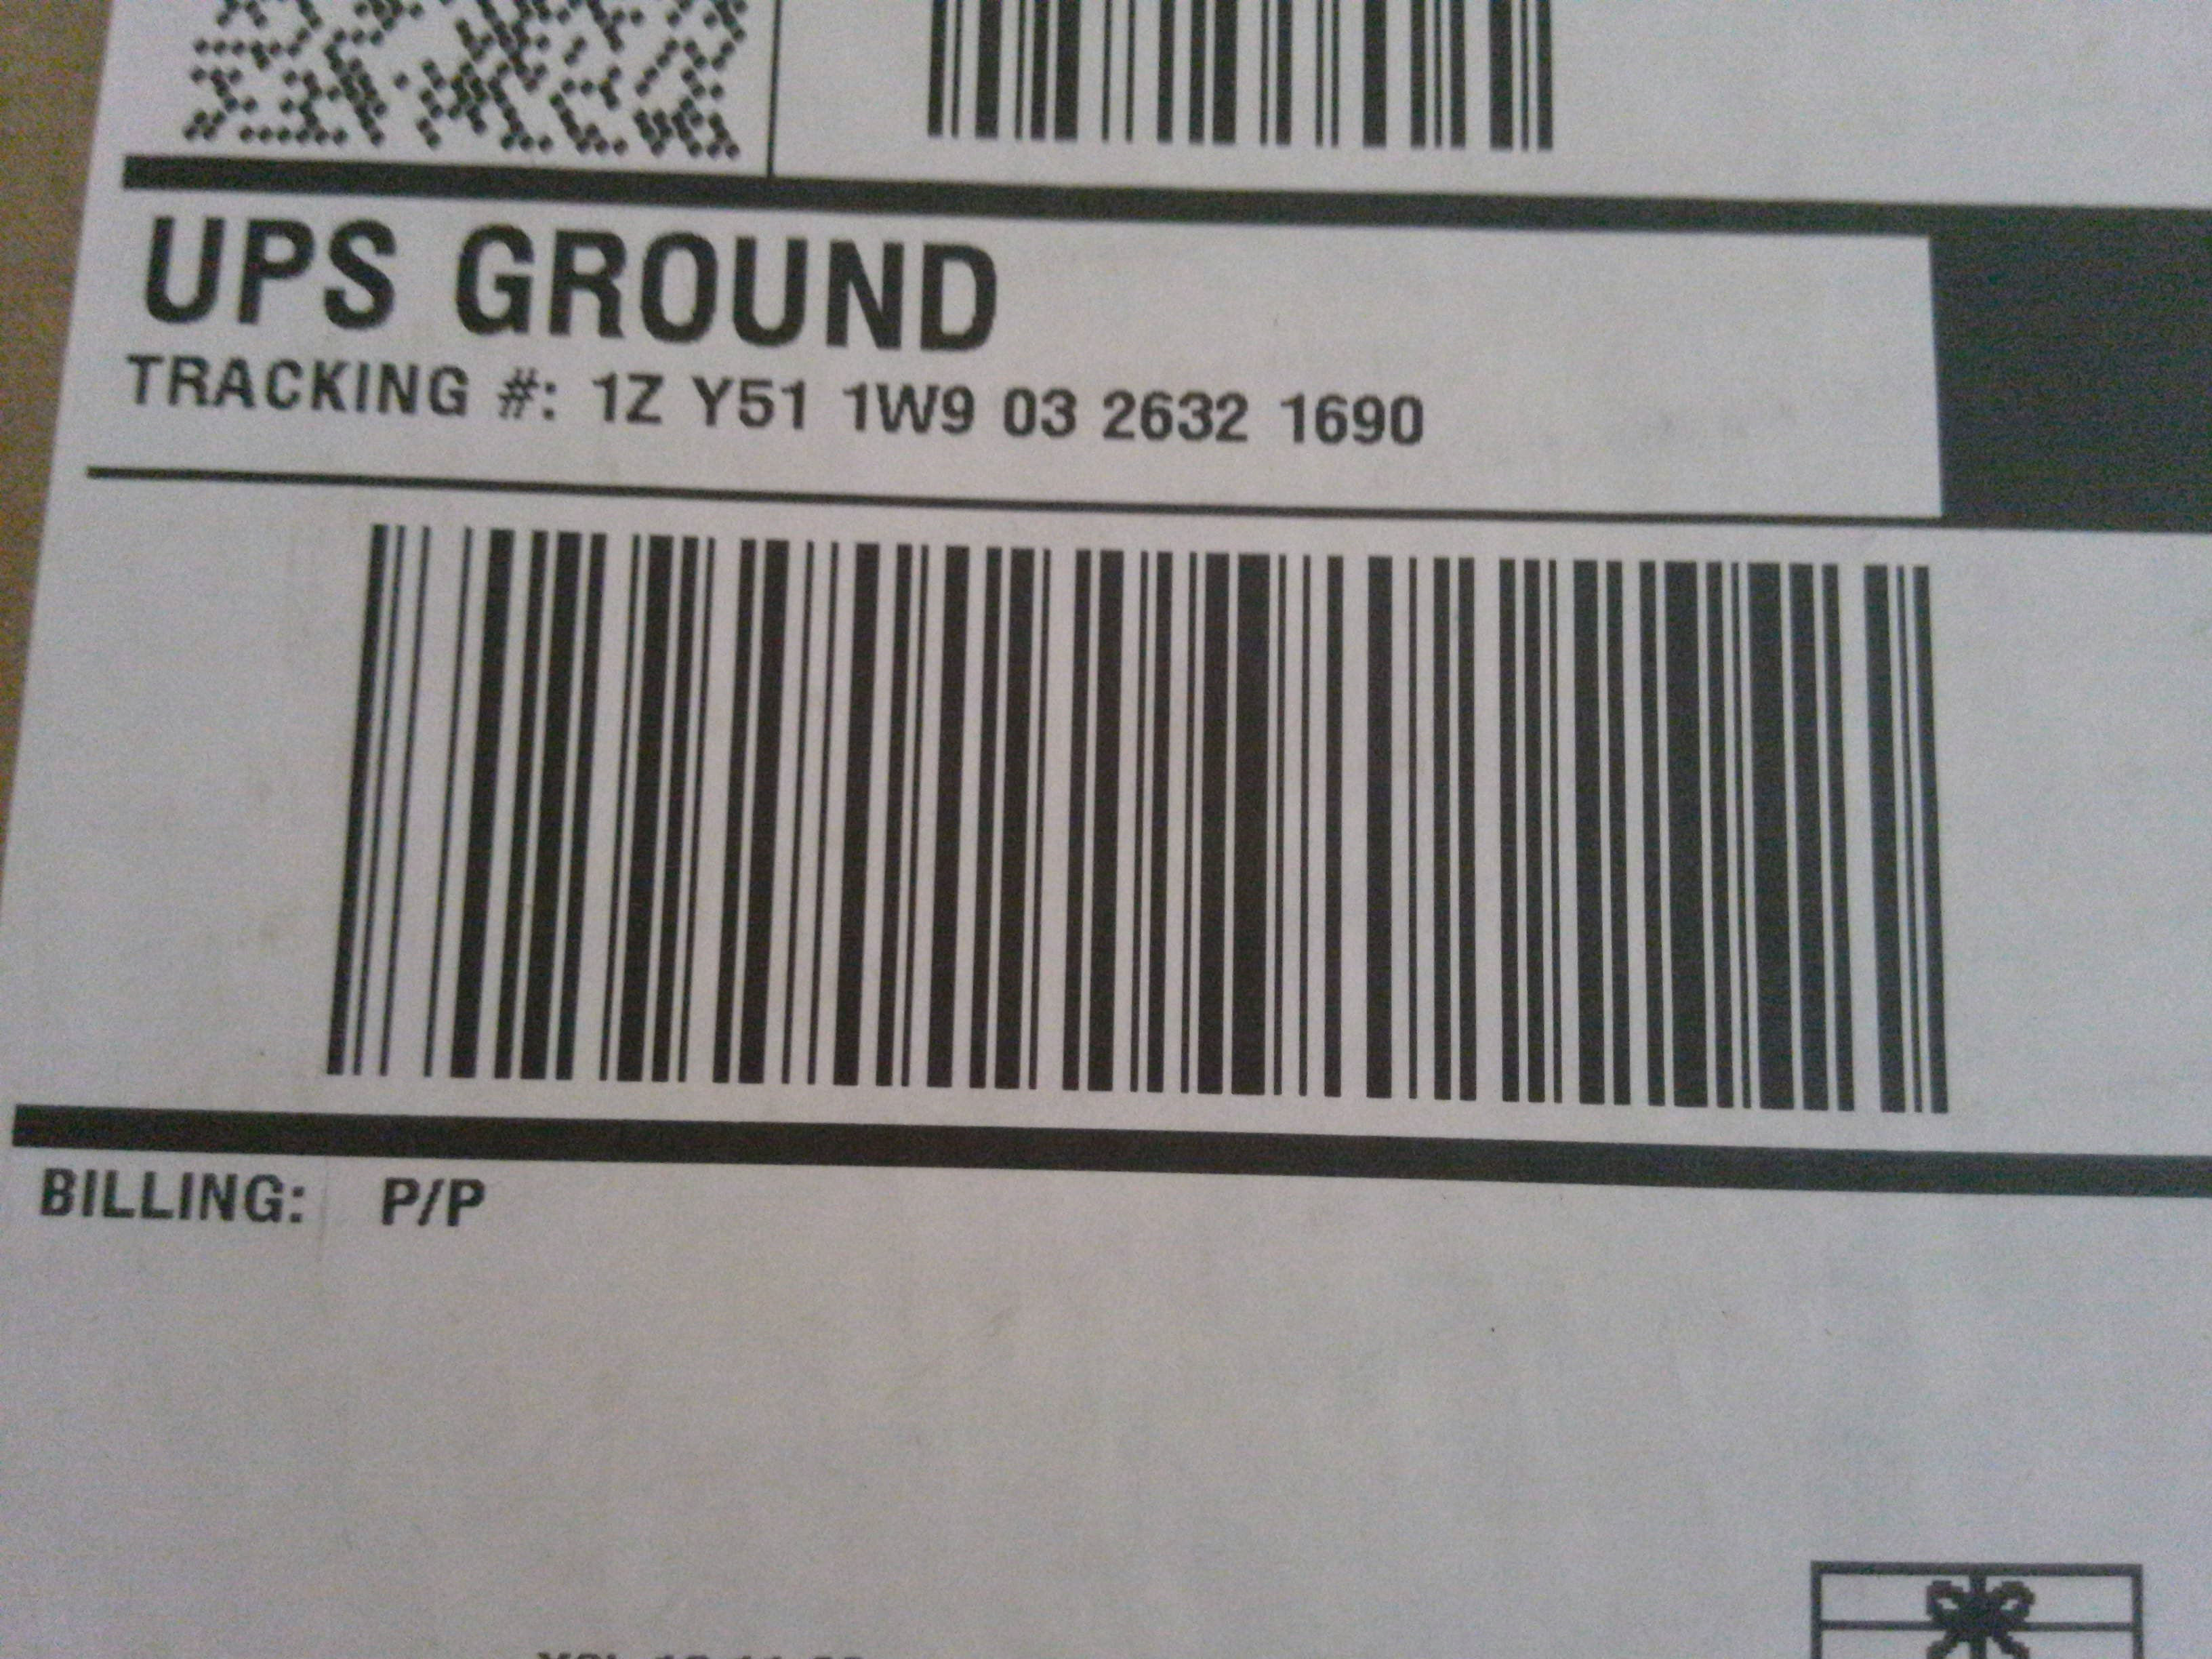 UPS GROUND
TRACKING #: 1Z Y51 1W9 03 2632 1690
BILLING: P/P